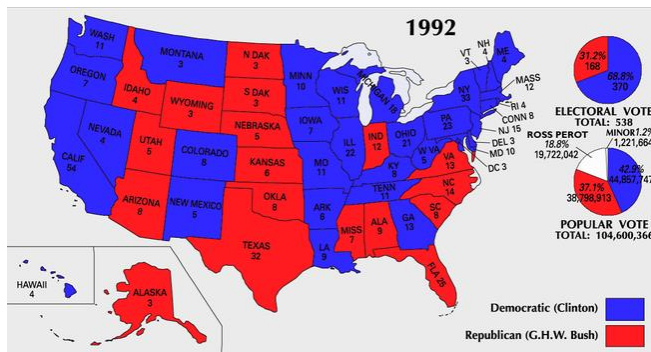 1992
WASH
11
OREGON
7
CALIF
54
NEVADA
4
IDAHO
4
MONTANA
3
WYOMING
3
UTAH
5
COLORADO
8
ARIZONA
8
NEW MEXICO
5
N DAK
3
S DAK
3
NEBRASKA
5
KANSAS
6
OKLA
8
TEXAS
32
MINN
10
IOWA
7
MO
11
ARK
6
LA
9
WIS
11
ILL
22
MICHIGAN 18
IND
12
OHIO
21
KY
8
TENN
11
MISS
7
ALA
9
GA
13
FLA 25
SC
8
NC
14
VA
13
W VA
5
PA
23
NY
33
VT
3
NH
4
ME
4
MASS
12
RI 4
CONN 8
NJ 15
DEL 3
MD 10
DC 3
HAWAII
4
ALASKA
3
31.2%
168
68.8%
370
ELECTORAL VOTE
TOTAL: 538
ROSS PEROT
18.8%
19,722,042
MINOR1.2%
1,221,664
42.9%
44,857,747
37.1%
38,798,913
POPULAR VOTE
TOTAL: 104,600,366
Democratic (Clinton)
Republican (G.H.W. Bush)